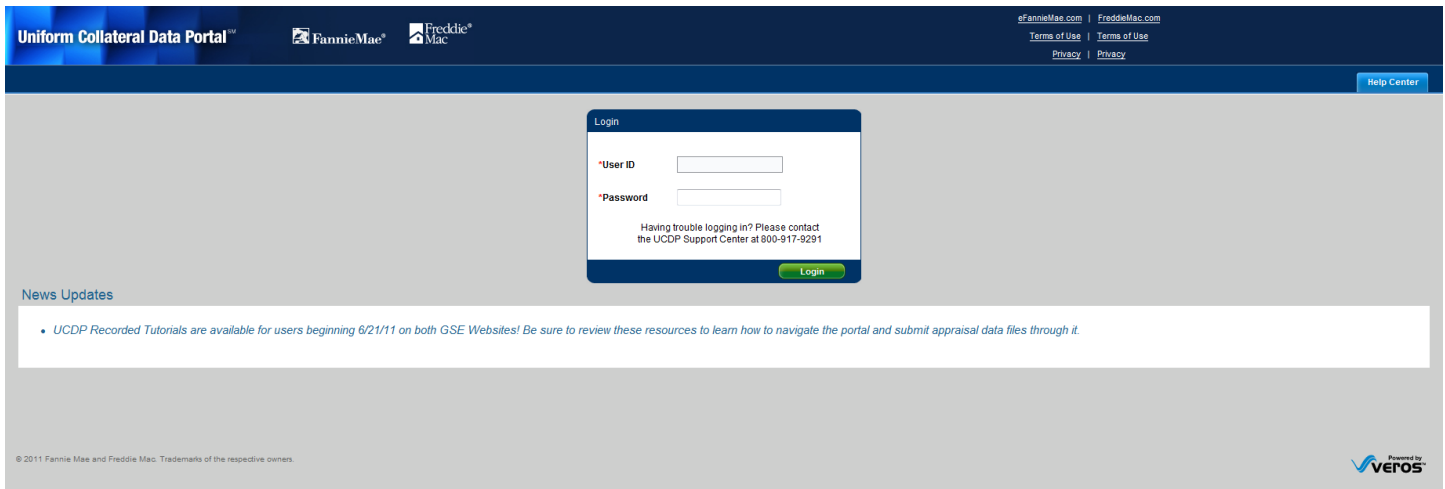 Uniform Collateral Data Portal℠
FannieMae®
Freddie
Mac®
eFannieMae.com | FreddieMac.com
Terms of Use | Terms of Use
Privacy | Privacy
Help Center
Login
*User ID
*Password
Having trouble logging in? Please contact
the UCDP Support Center at 800-917-9291
Login
News Updates
• UCDP Recorded Tutorials are available for users beginning 6/21/11 on both GSE Websites! Be sure to review these resources to learn how to navigate the portal and submit appraisal data files through it.
© 2011 Fannie Mae and Freddie Mac. Trademarks of the respective owners.
Powered by
veros™